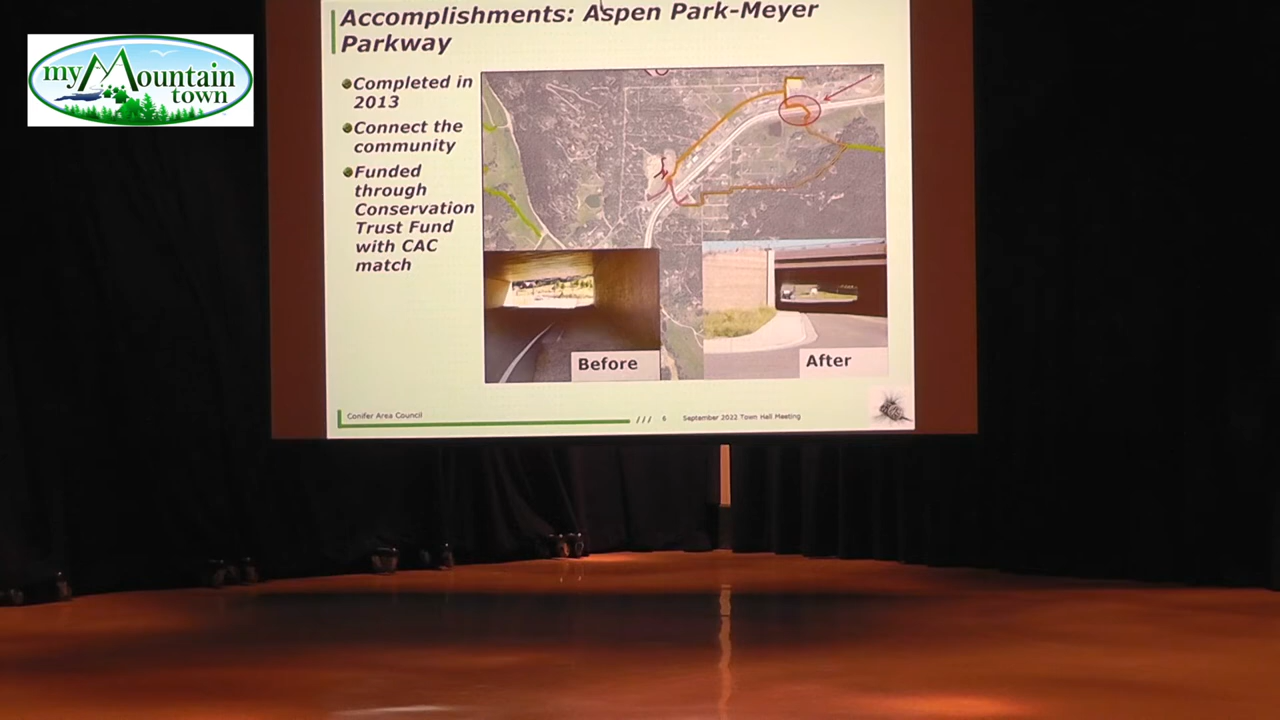 my Mountain
town
Accomplishments: Aspen Park-Meyer
Parkway
Completed in
2013
Connect the
community
Funded
through
Conservation
Trust Fund
with CAC
match
Before
After
Conifer Area Council
/// 6 September 2022 Town Hall Meeting